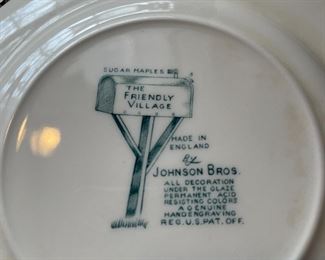 SUGAR MAPLES
THE
FRIENDLY
VILLAGE
MADE IN
ENGLAND
By
JOHNSON BROS.
ALL DECORATION
UNDER THE GLAZE
PERMANENT ACID
RESISTING COLORS
A GENUINE
HANDENGRAVING
REG. U.S. PAT. OFF.